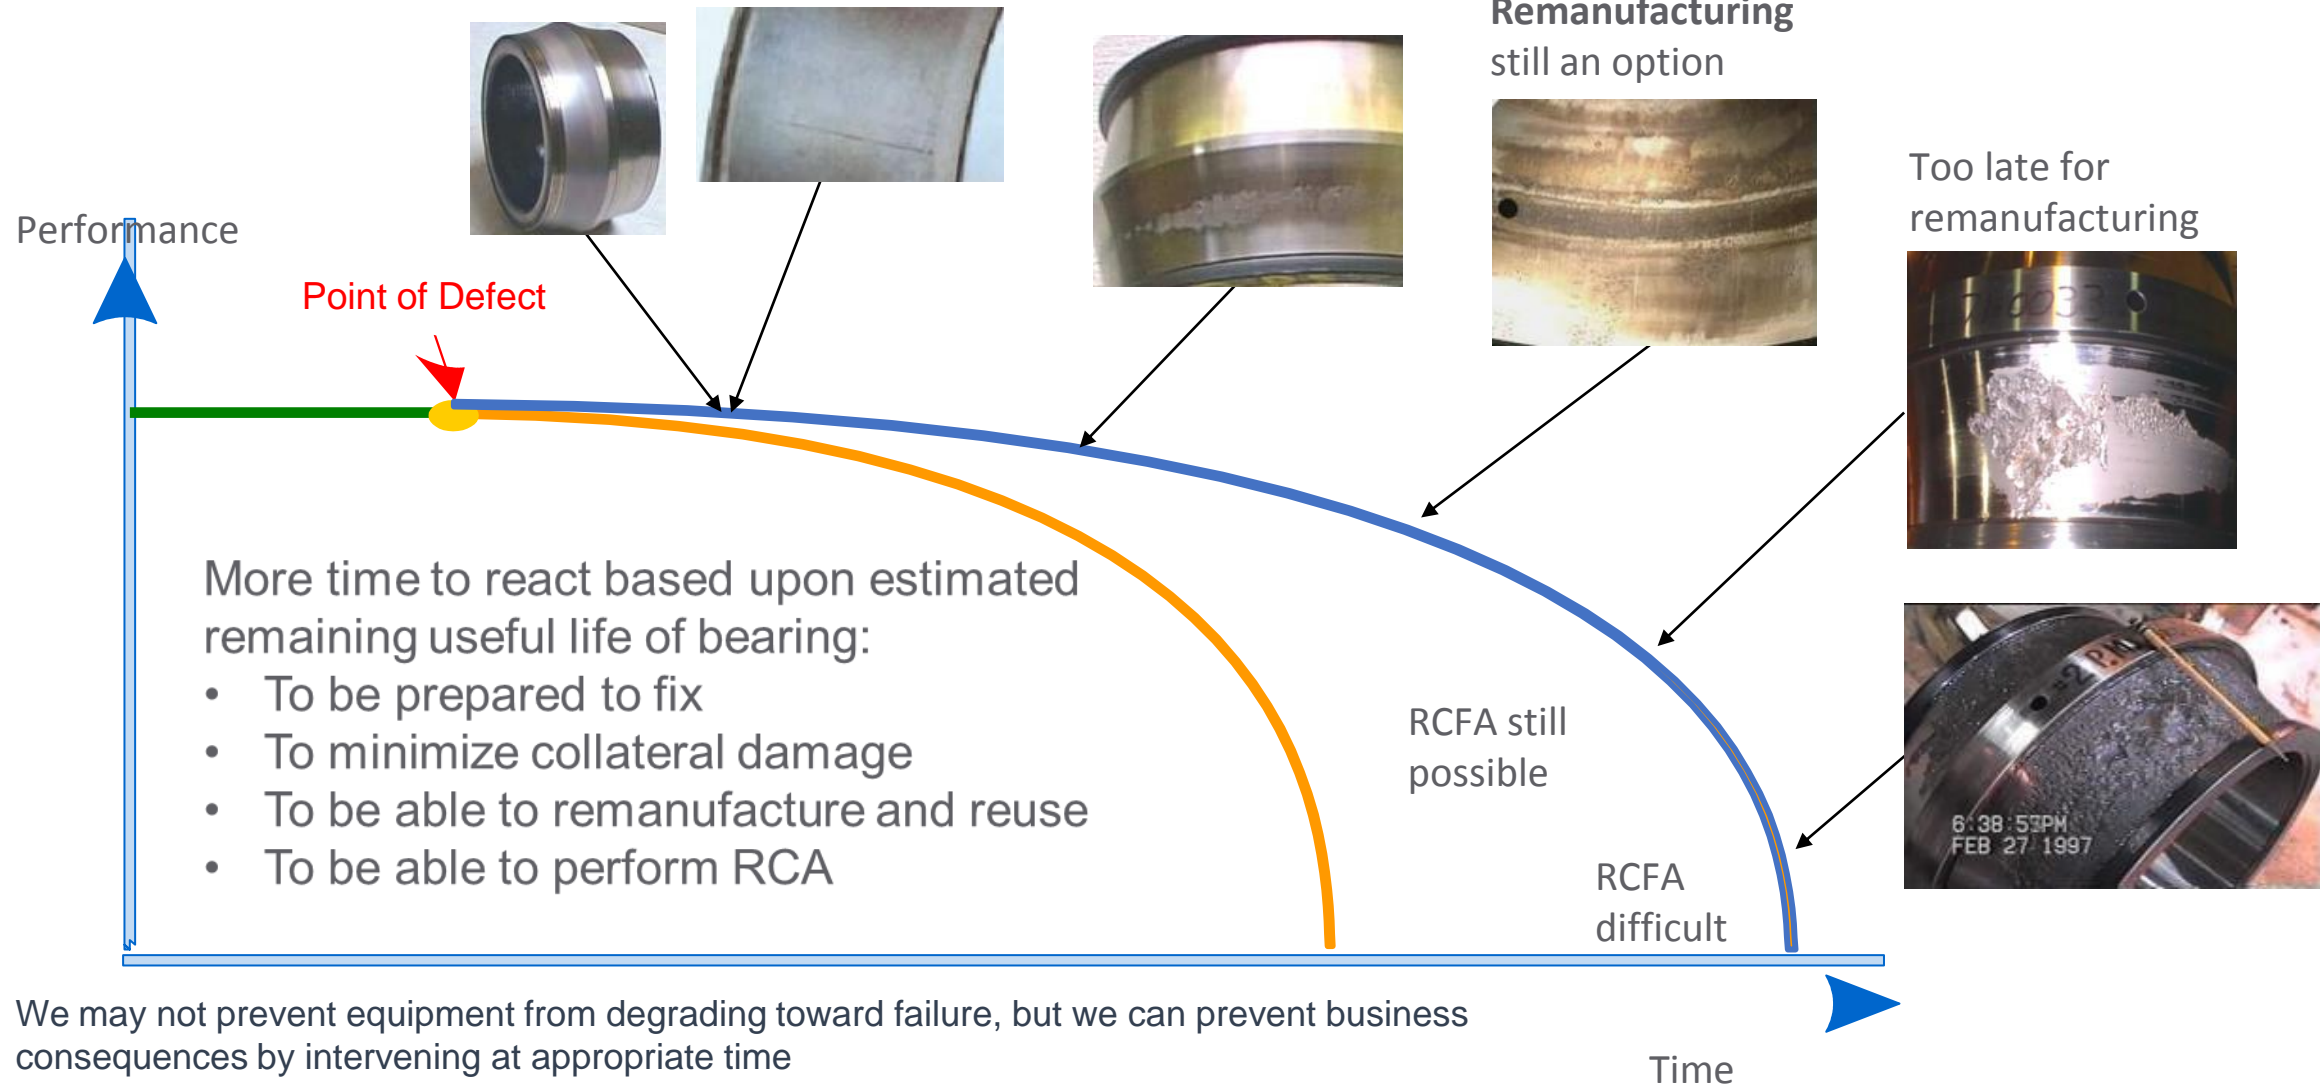 Remanufacturing
still an option
Too late for
remanufacturing
Performance
Point of Defect
More time to react based upon estimated
remaining useful life of bearing:
• To be prepared to fix
• To minimize collateral damage
• To be able to remanufacture and reuse
• To be able to perform RCA
RCFA still
possible
RCFA
difficult
FEB 27 1997
We may not prevent equipment from degrading toward failure, but we can prevent business
consequences by intervening at appropriate time
Time